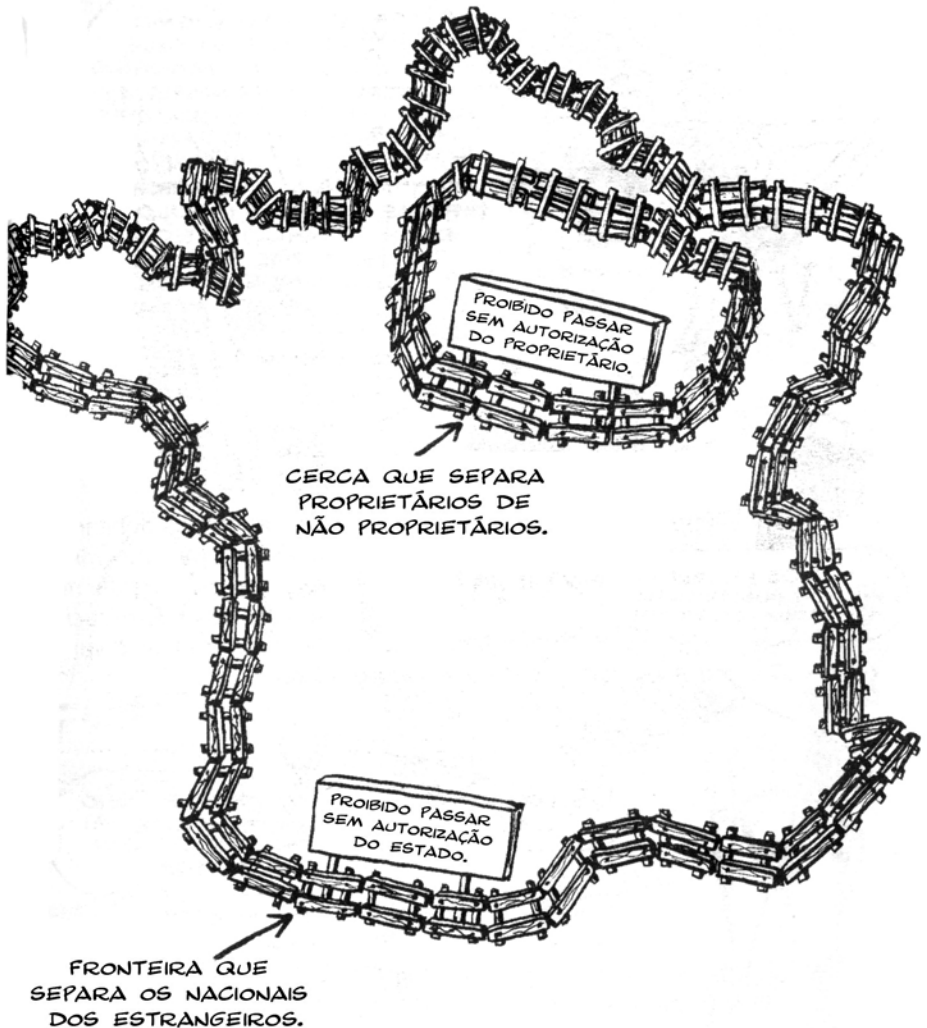 PROIBIDO PASSAR
SEM AUTORIZAÇÃO
DO PROPRIETÁRIO.
CERCA QUE SEPARA
PROPRIETÁRIOS DE
NÃO PROPRIETÁRIOS.
PROIBIDO PASSAR
SEM AUTORIZAÇÃO
DO ESTADO.
FRONTEIRA QUE
SEPARA OS NACIONAIS
DOS ESTRANGEIROS.